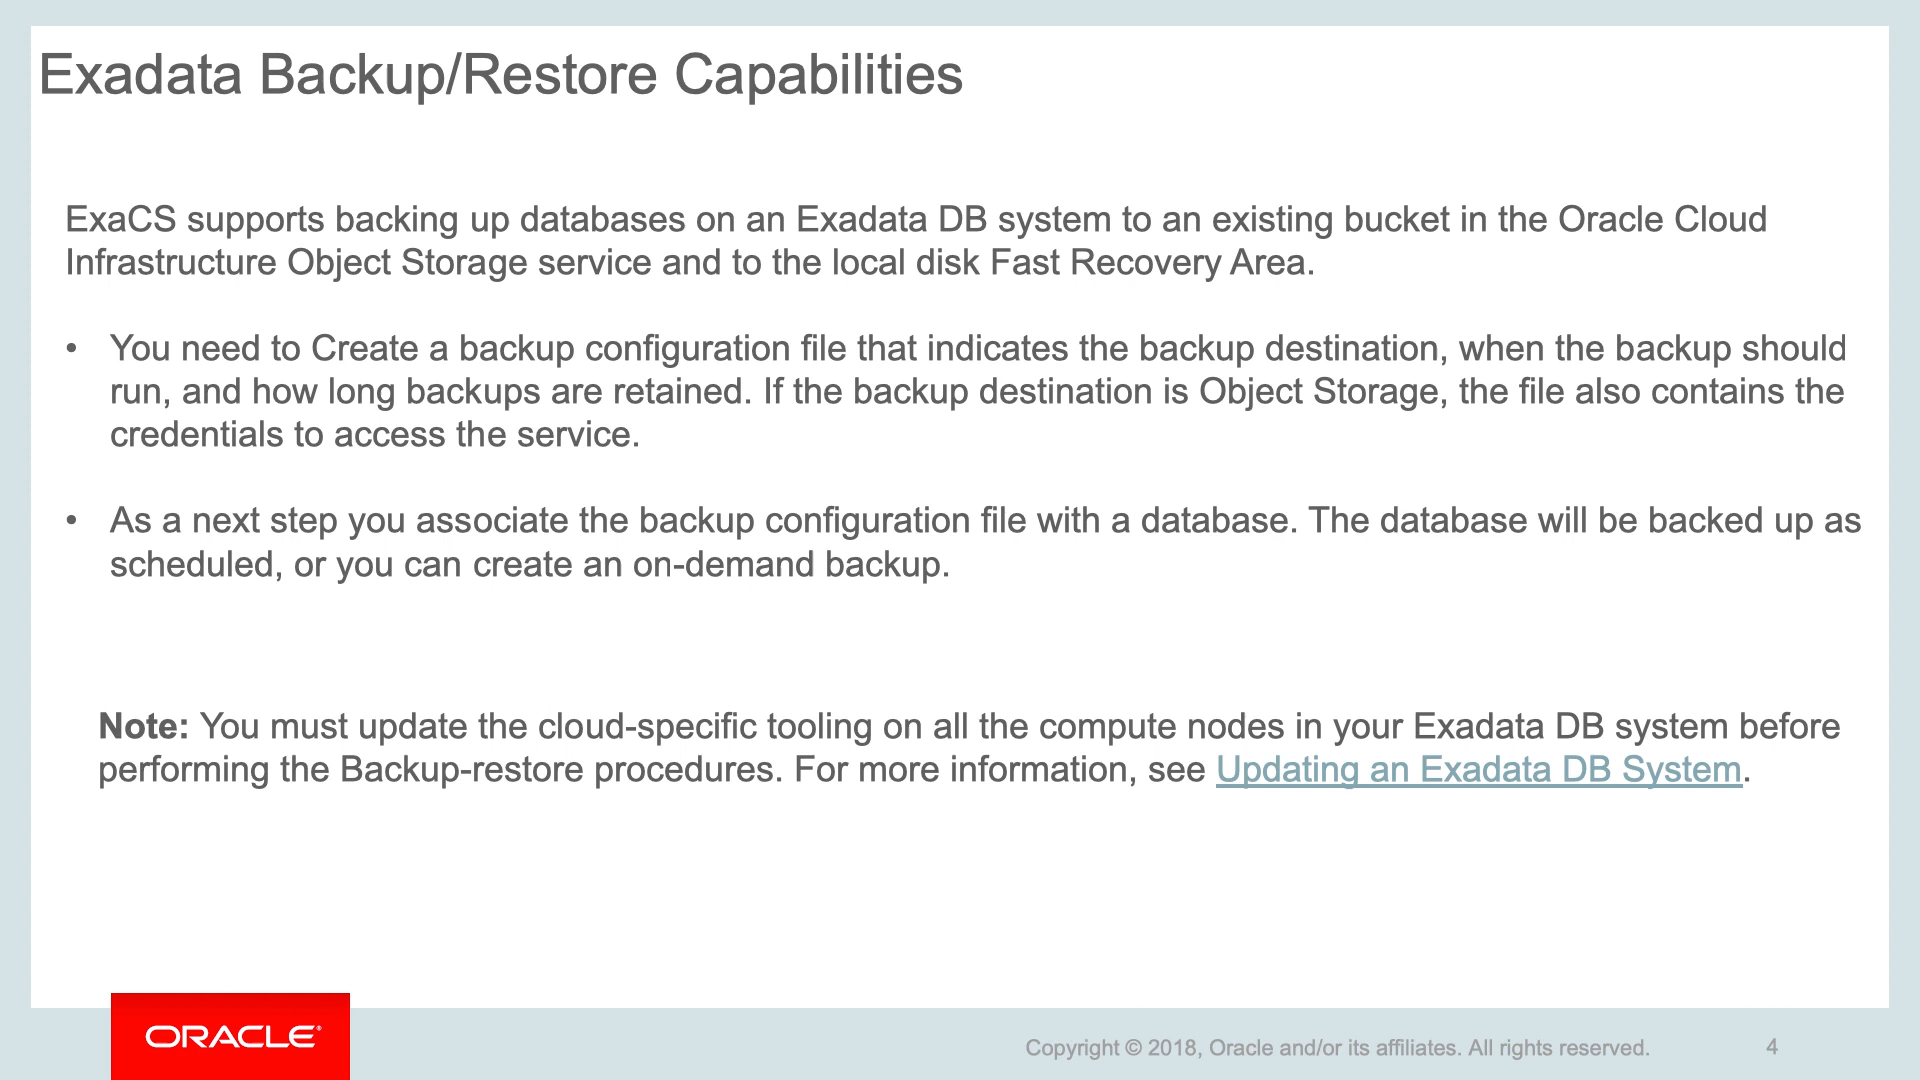 Exadata Backup/Restore Capabilities
ExaCS supports backing up databases on an Exadata DB system to an existing bucket in the Oracle Cloud
Infrastructure Object Storage service and to the local disk Fast Recovery Area.
• You need to Create a backup configuration file that indicates the backup destination, when the backup should
run, and how long backups are retained. If the backup destination is Object Storage, the file also contains the
credentials to access the service.
• As a next step you associate the backup configuration file with a database. The database will be backed up as
scheduled, or you can create an on-demand backup.
Note: You must update the cloud-specific tooling on all the compute nodes in your Exadata DB system before
performing the Backup-restore procedures. For more information, see Updating an Exadata DB System.
ORACLE®
Copyright © 2018, Oracle and/or its affiliates. All rights reserved. 4